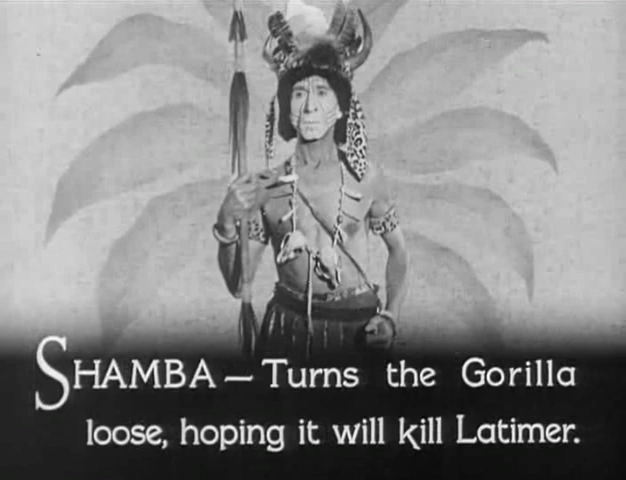 SHAMBA — Turns the Gorilla
loose, hoping it will kill Latimer.